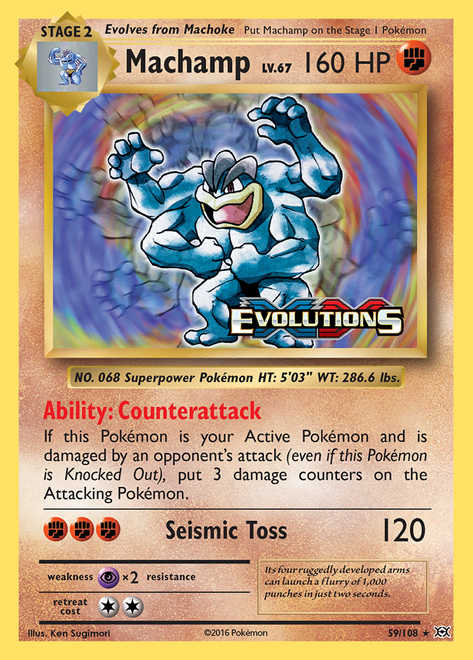 STAGE 2
Evolves from Machoke
Put Machamp on the Stage 1 Pokémon
Machamp LV.67 160 HP
XY
EVOLUTIONS
NO. 068 Superpower Pokémon HT: 5'03" WT: 286.6 lbs.
Ability: Counterattack
If this Pokémon is your Active Pokémon and is
damaged by an opponent's attack (even if this Pokémon
is Knocked Out), put 3 damage counters on the
Attacking Pokémon.
Seismic Toss 120
weakness ×2 resistance
retreat
cost
Its four ruggedly developed arms
can launch a flurry of 1,000
punches in just two seconds.
Illus. Ken Sugimori
©2016 Pokémon
59/108 ★